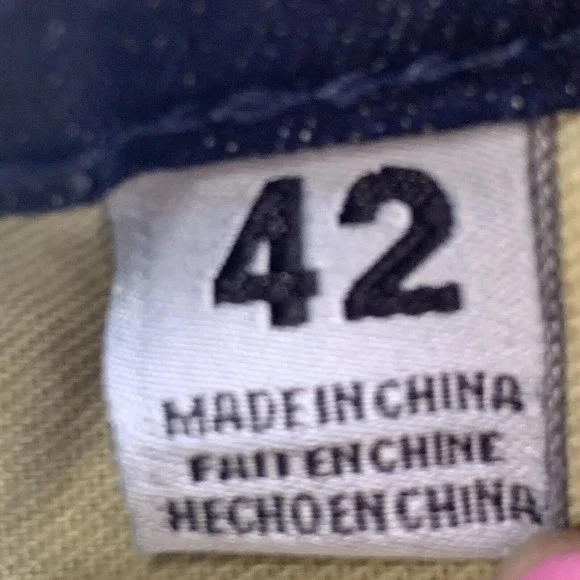 42
MADE IN CHINA
FAIT EN CHINE
HECHO EN CHINA